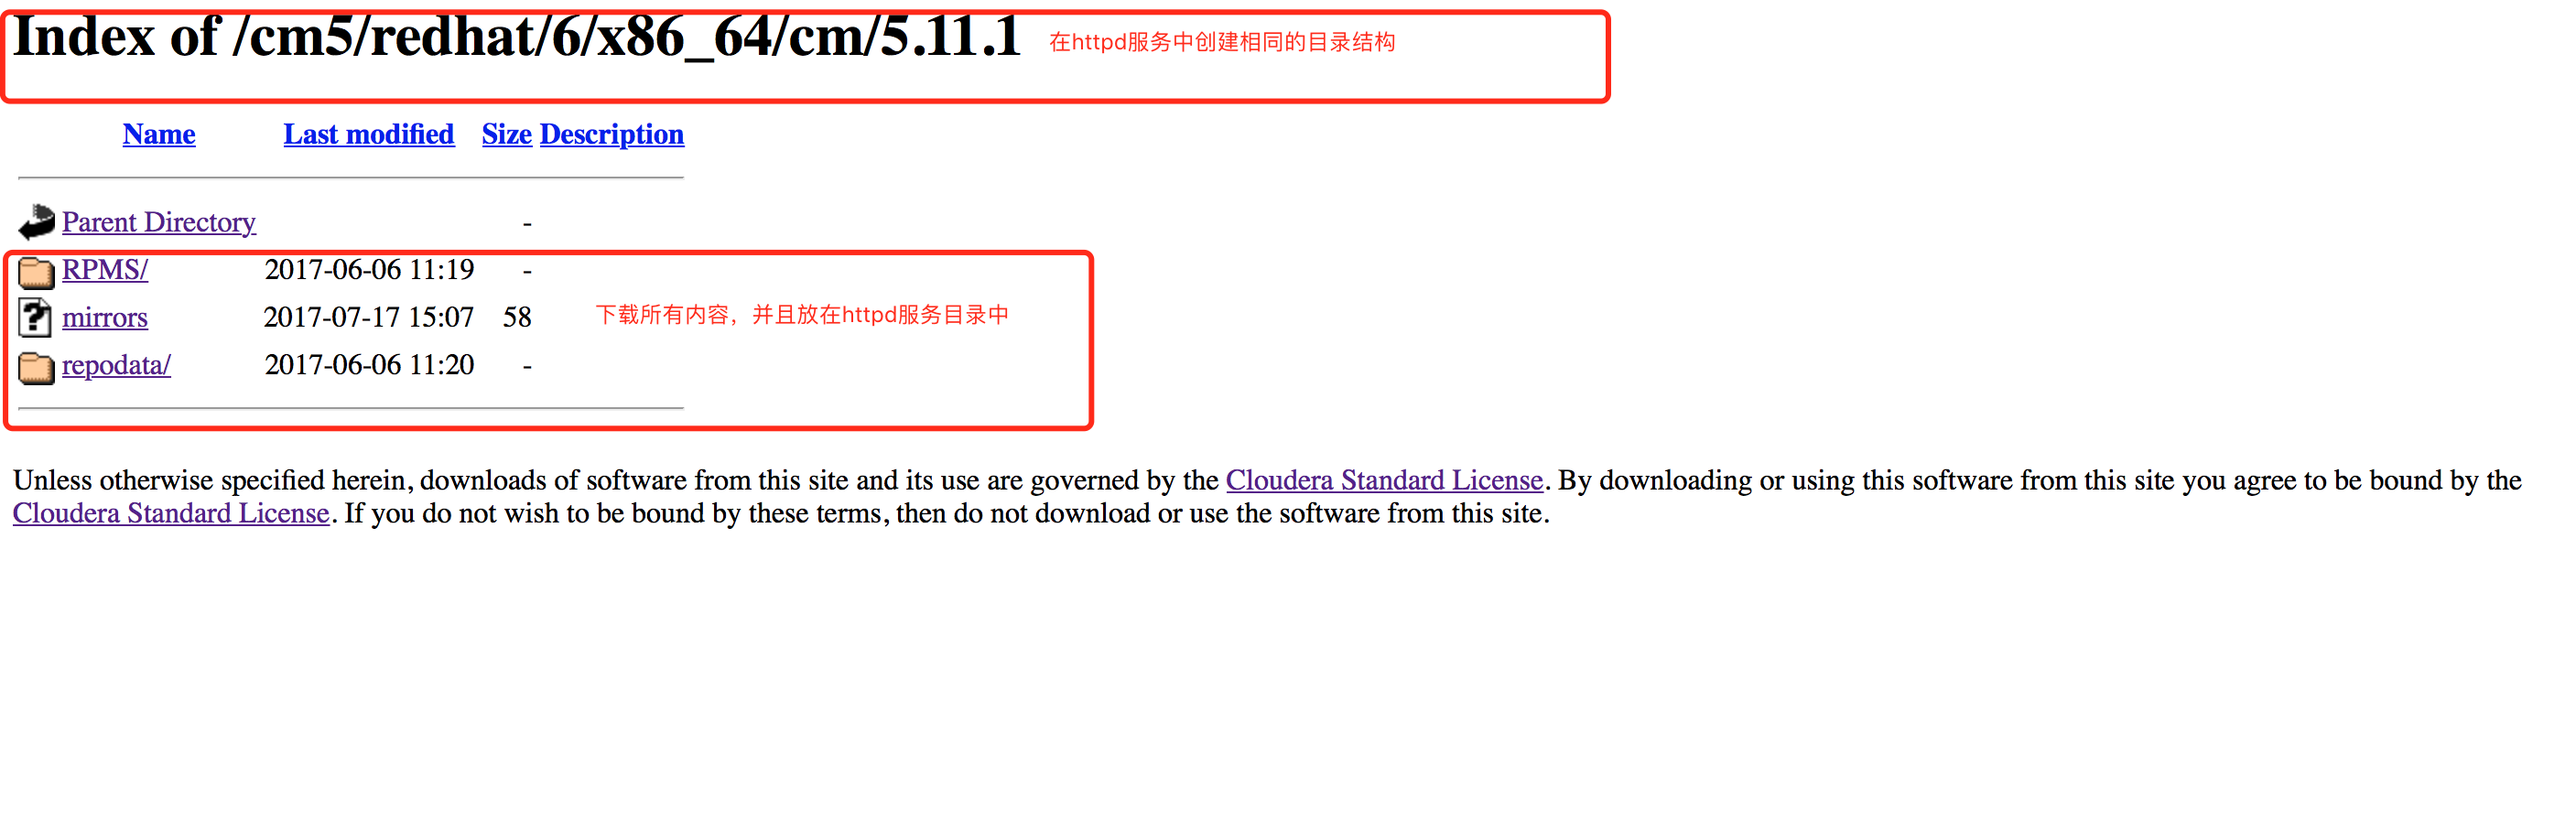 Index of /cm5/redhat/6/x86_64/cm/5.11.1 在httpd服务中创建相同的目录结构
Name Last modified Size Description
Parent Directory -
RPMS/ 2017-06-06 11:19 -
mirrors 2017-07-17 15:07 58 下载所有内容，并且放在httpd服务目录中
repodata/ 2017-06-06 11:20 -
Unless otherwise specified herein, downloads of software from this site and its use are governed by the Cloudera Standard License. By downloading or using this software from this site you agree to be bound by the
Cloudera Standard License. If you do not wish to be bound by these terms, then do not download or use the software from this site.